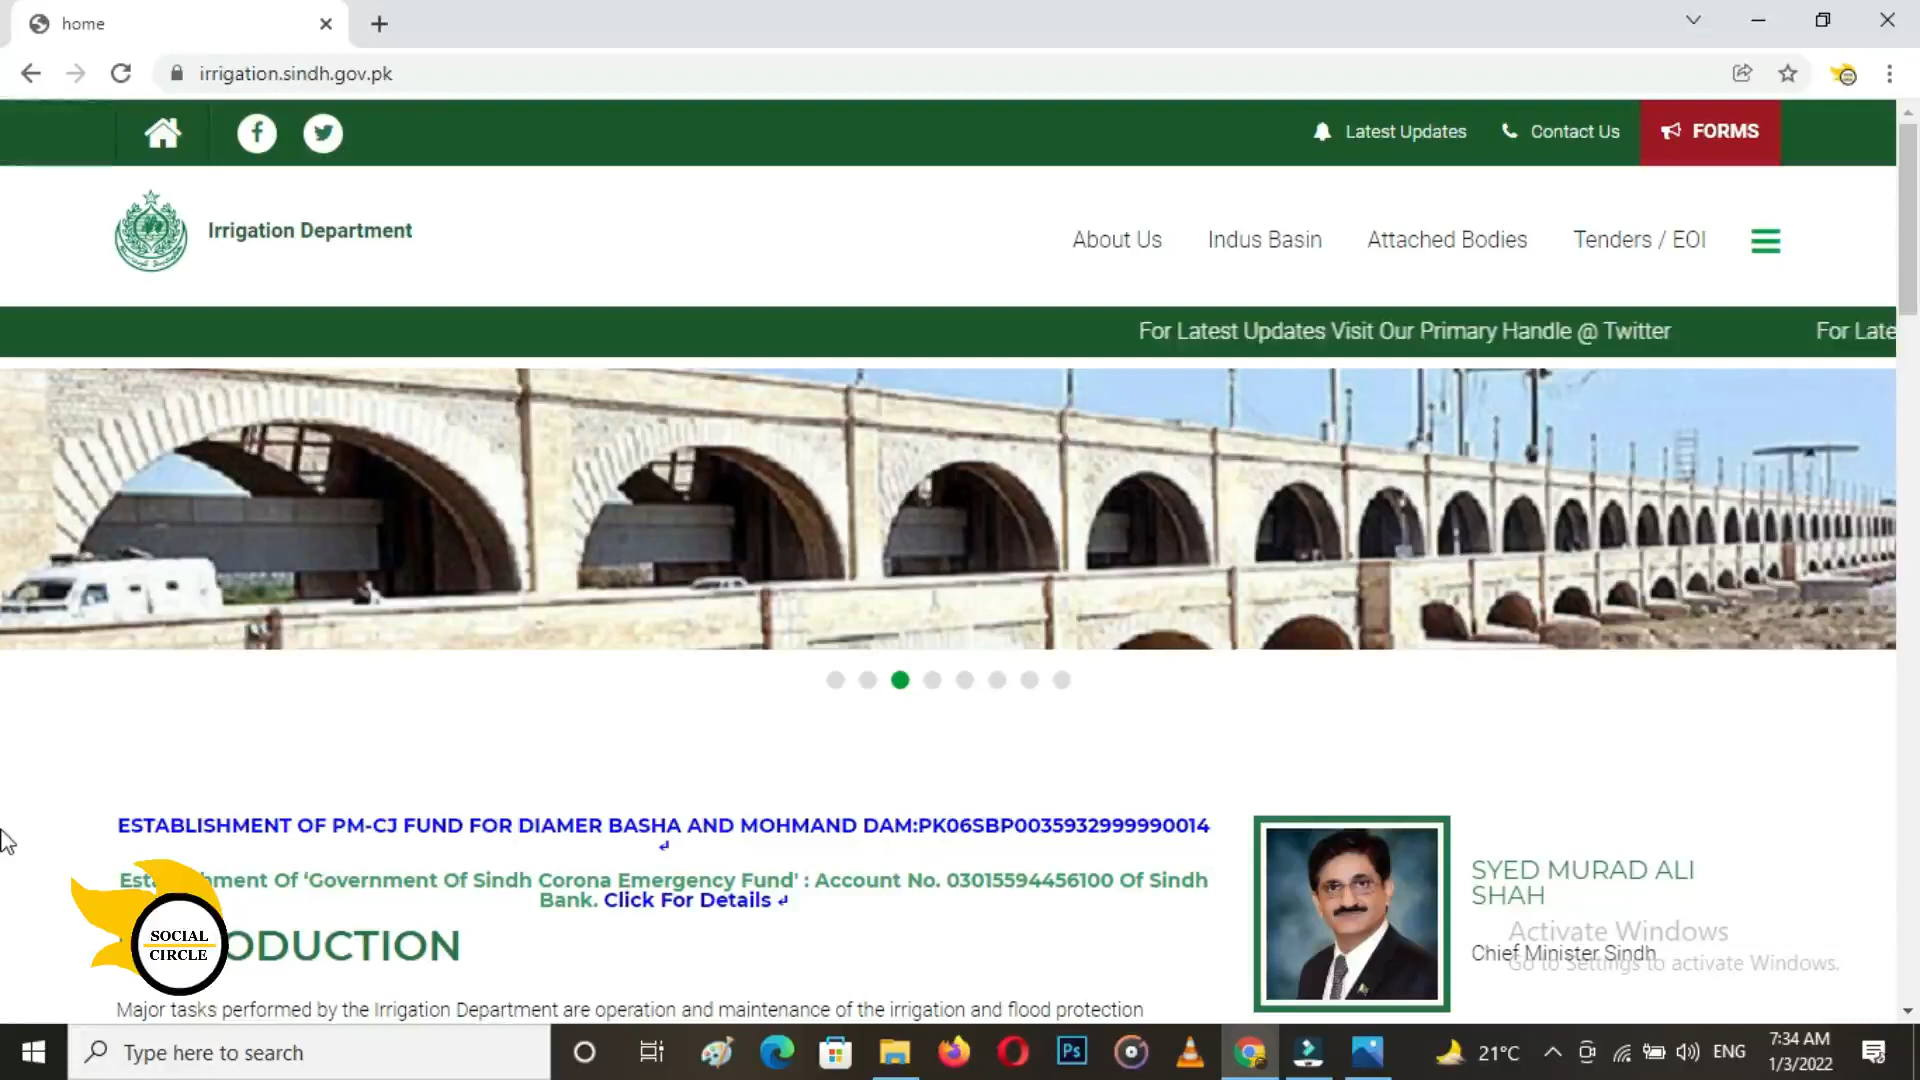 home
irrigation.sindh.gov.pk
Latest Updates
Contact Us
FORMS
Irrigation Department
About Us
Indus Basin
Attached Bodies
Tenders / EOI
For Latest Updates Visit Our Primary Handle @ Twitter
For Late
ESTABLISHMENT OF PM-CJ FUND FOR DIAMER BASHA AND MOHMAND DAM:PK06SBP0035932999990014
Est hment Of ‘Government Of Sindh Corona Emergency Fund' : Account No. 03015594456100 Of Sindh
Bank. Click For Details
ODUCTION
Major tasks performed by the Irrigation Department are operation and maintenance of the irrigation and flood protection
SYED MURAD ALI
SHAH
Chief Minister Sindh
Activate Windows
Go to Settings to activate Windows.
SOCIAL
CIRCLE
Type here to search
Ps
21°C
ENG
7:34 AM
1/3/2022